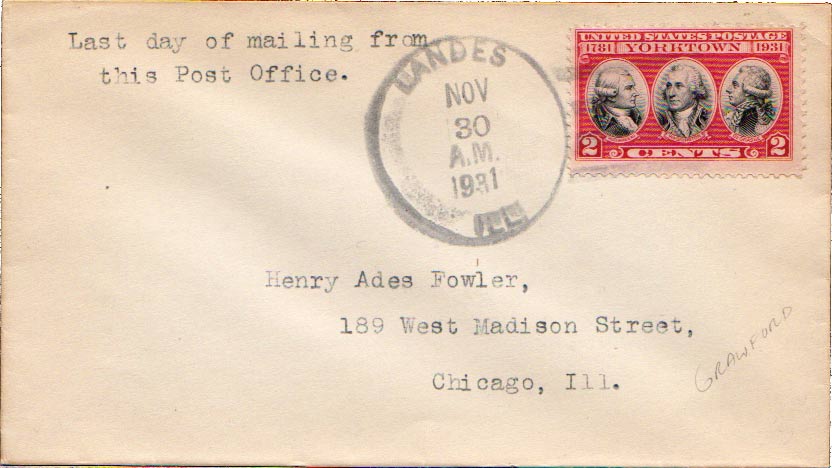 Last day of mailing from
this Post Office.
LANDES
NOV
30
A.M.
1931
ILL
UNITED STATES POSTAGE
1781 YORKTOWN 1931
2 CENTS 2
Henry Ades Fowler,
189 West Madison Street,
Chicago, Ill.
CRAWFORD